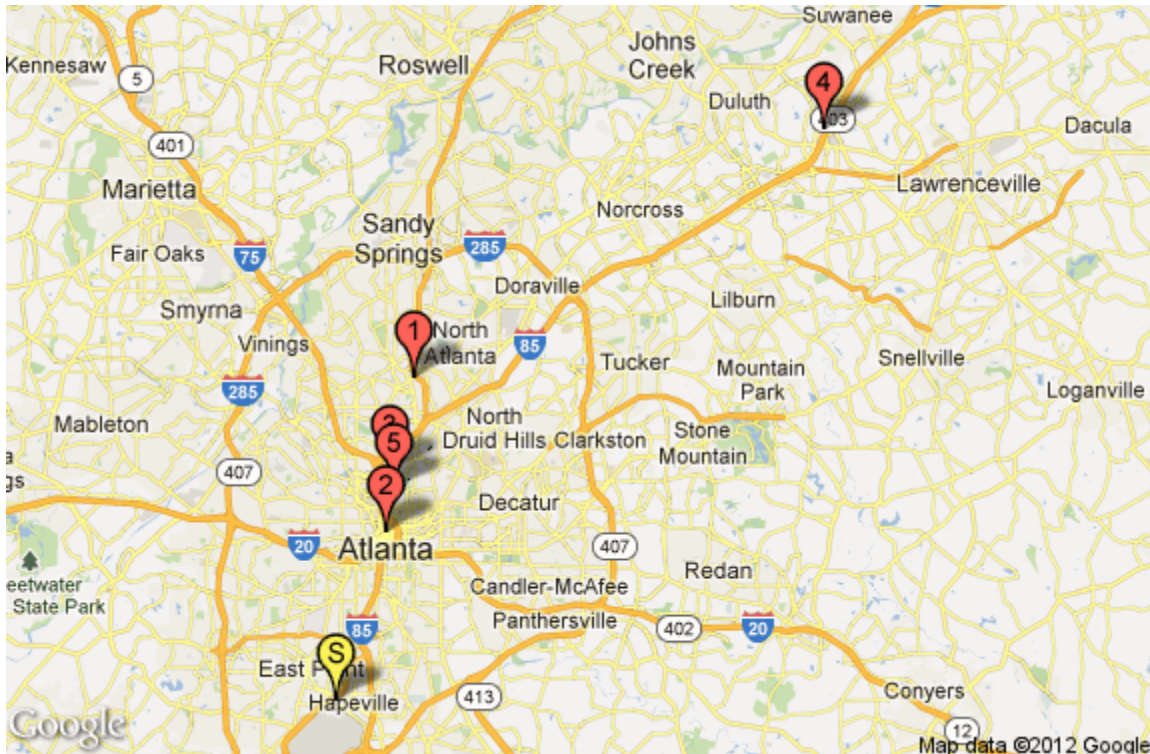 Suwanee
Johns
Creek
Kennesaw
5
Roswell
4
Duluth
403
Dacula
401
Marietta
Lawrenceville
Norcross
Sandy
Springs
285
Fair Oaks
75
Doraville
Lilburn
Smyrna
1
North
Atlanta
Vinings
85
Tucker
Mountain
Park
Snellville
285
Loganville
Mableton
North
Druid Hills
Clarkston
Stone
Mountain
5
407
2
Decatur
20
Atlanta
407
Redan
Candler-McAfee
State Park
Panthersville
85
402
20
S
East Point
Hapeville
413
Conyers
12
Google
Map data ©2012 Google